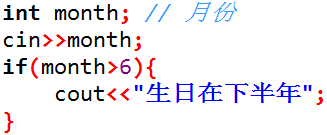 int month; // 月份
cin>>month;
if(month>6){
    cout<<"生日在下半年";
}